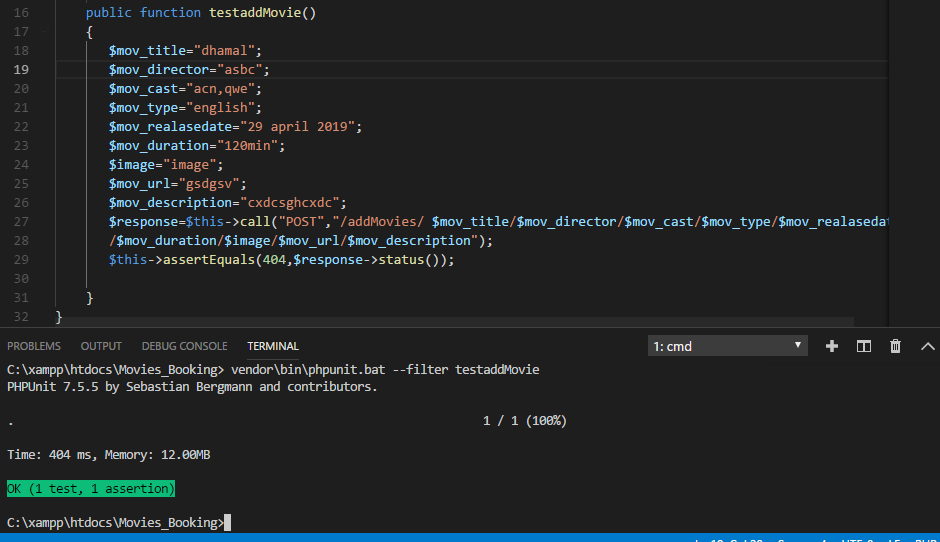 16 public function testaddMovie()
17 {
18 $mov_title="dhamal";
19 $mov_director="asbc";
20 $mov_cast="acn,qwe";
21 $mov_type="english";
22 $mov_realasedate="29 april 2019";
23 $mov_duration="120min";
24 $image="image";
25 $mov_url="gsdgsv";
26 $mov_description="cxdcsghcxdc";
27 $response=$this->call("POST","/addMovies/ $mov_title/$mov_director/$mov_cast/$mov_type/$mov_realasedat
28 /$mov_duration/$image/$mov_url/$mov_description");
29 $this->assertEquals(404,$response->status());
30
31 }
32 }
PROBLEMS OUTPUT DEBUG CONSOLE TERMINAL 1: cmd
C:\xampp\htdocs\Movies_Booking> vendor\bin\phpunit.bat --filter testaddMovie
PHPUnit 7.5.5 by Sebastian Bergmann and contributors.
. 1 / 1 (100%)
Time: 404 ms, Memory: 12.00MB
OK (1 test, 1 assertion)
C:\xampp\htdocs\Movies_Booking>